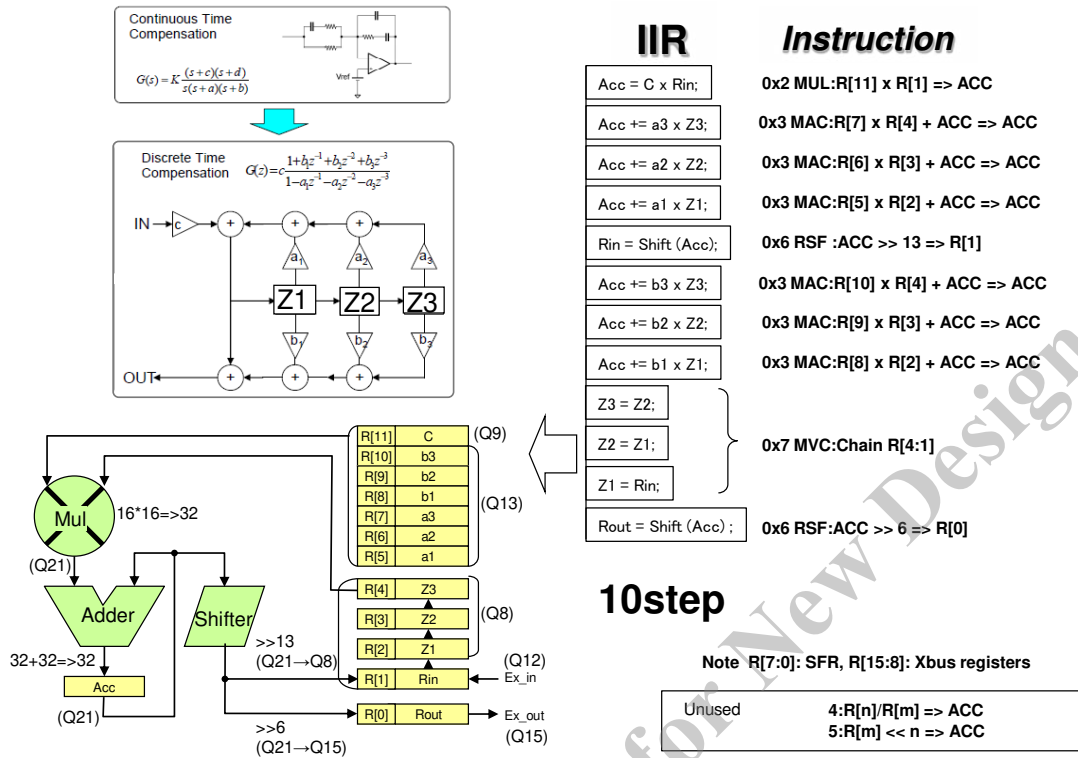 Continuous Time
Compensation
G(s) = K (s+c)(s+d) / s(s+a)(s+b)
Vref
Discrete Time
Compensation
G(z) = c (1+b₁z⁻¹+b₂z⁻²+b₃z⁻³) / (1−a₁z⁻¹−a₂z⁻²−a₃z⁻³)
IN
c
+ + +
a₁ a₂ a₃
Z1 Z2 Z3
b₁ b₂ b₃
OUT
+ + +
IIR
Instruction
Acc = C x Rin;
0x2 MUL:R[11] x R[1] => ACC
Acc += a3 x Z3;
0x3 MAC:R[7] x R[4] + ACC => ACC
Acc += a2 x Z2;
0x3 MAC:R[6] x R[3] + ACC => ACC
Acc += a1 x Z1;
0x3 MAC:R[5] x R[2] + ACC => ACC
Rin = Shift (Acc);
0x6 RSF :ACC >> 13 => R[1]
Acc += b3 x Z3;
0x3 MAC:R[10] x R[4] + ACC => ACC
Acc += b2 x Z2;
0x3 MAC:R[9] x R[3] + ACC => ACC
Acc += b1 x Z1;
0x3 MAC:R[8] x R[2] + ACC => ACC
Z3 = Z2;
Z2 = Z1;
0x7 MVC:Chain R[4:1]
Z1 = Rin;
Rout = Shift (Acc) ;
0x6 RSF:ACC >> 6 => R[0]
R[11] C (Q9)
R[10] b3
R[9] b2
R[8] b1 (Q13)
R[7] a3
R[6] a2
R[5] a1
R[4] Z3
R[3] Z2 (Q8)
R[2] Z1
R[1] Rin
(Q12)
Ex_in
R[0] Rout
Ex_out
(Q15)
Mul
16*16=>32
(Q21)
Adder
Shifter
32+32=>32
Acc
(Q21)
>>13
(Q21→Q8)
>>6
(Q21→Q15)
10step
Note R[7:0]: SFR, R[15:8]: Xbus registers
Unused
4:R[n]/R[m] => ACC
5:R[m] << n => ACC
for New Design